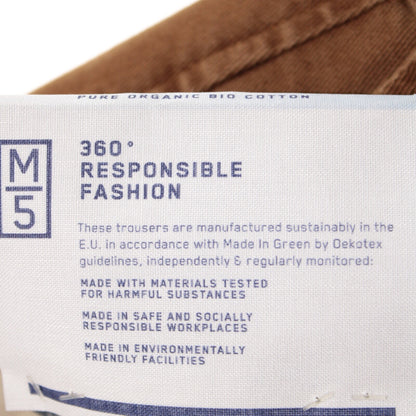 PURE ORGANIC BIO COTTON
M
5
360°
RESPONSIBLE
FASHION
These trousers are manufactured sustainably in the
E.U. in accordance with Made In Green by Oekotex
guidelines, independently & regularly monitored:
MADE WITH MATERIALS TESTED
FOR HARMFUL SUBSTANCES
MADE IN SAFE AND SOCIALLY
RESPONSIBLE WORKPLACES
MADE IN ENVIRONMENTALLY
FRIENDLY FACILITIES